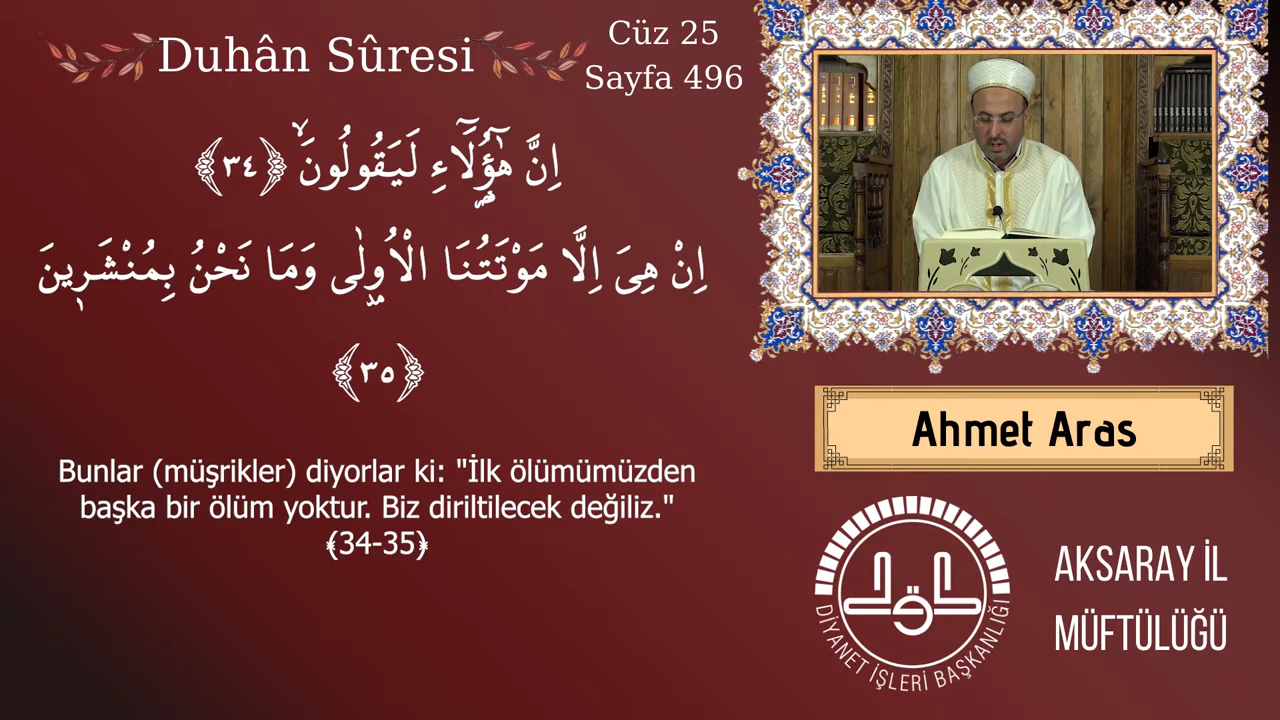 Duhân Sûresi
Cüz 25
Sayfa 496
اِنَّ هٰٓؤُ۬لَٓاءِ لَيَقُولُونَۙ ﴿٣٤﴾
اِنْ هِىَ اِلَّا مَوْتَتُنَا الْاُو۫لٰى وَمَا نَحْنُ بِمُنْشَر۪ينَ
﴿٣٥﴾
Bunlar (müşrikler) diyorlar ki: "İlk ölümümüzden
başka bir ölüm yoktur. Biz diriltilecek değiliz."
﴾34-35﴿
Ahmet Aras
DİYANET İŞLERİ BAŞKANLIĞI
AKSARAY İL
MÜFTÜLÜĞÜ